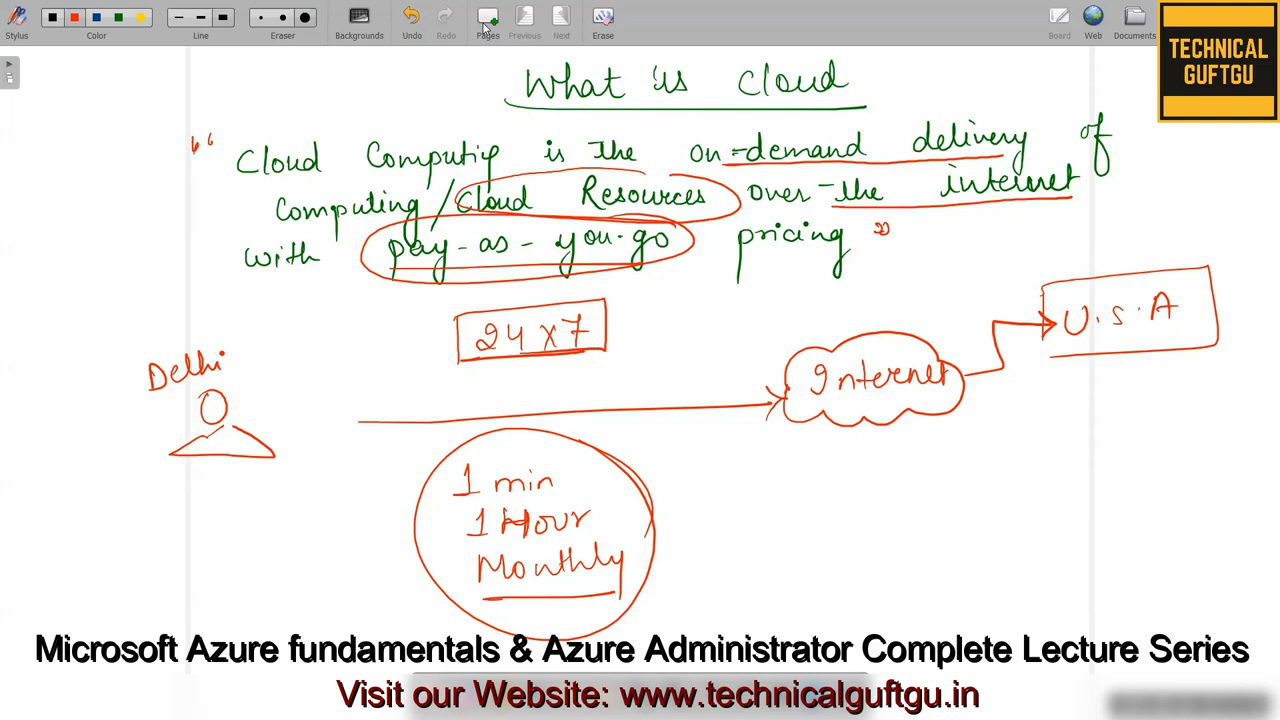 Stylus Color Line Eraser Backgrounds Undo Redo Pages Previous Next Erase Board Web Documents
TECHNICAL
GUFTGU
What is Cloud
" Cloud Computig is the on-demand delivery of
Computing/Cloud Resources over the internet
with pay-as-you-go pricing "
24 x 7
U.S.A
Delhi
Internet
1 min
1 Hour
Monthly
Microsoft Azure fundamentals & Azure Administrator Complete Lecture Series
Visit our Website: www.technicalguftgu.in